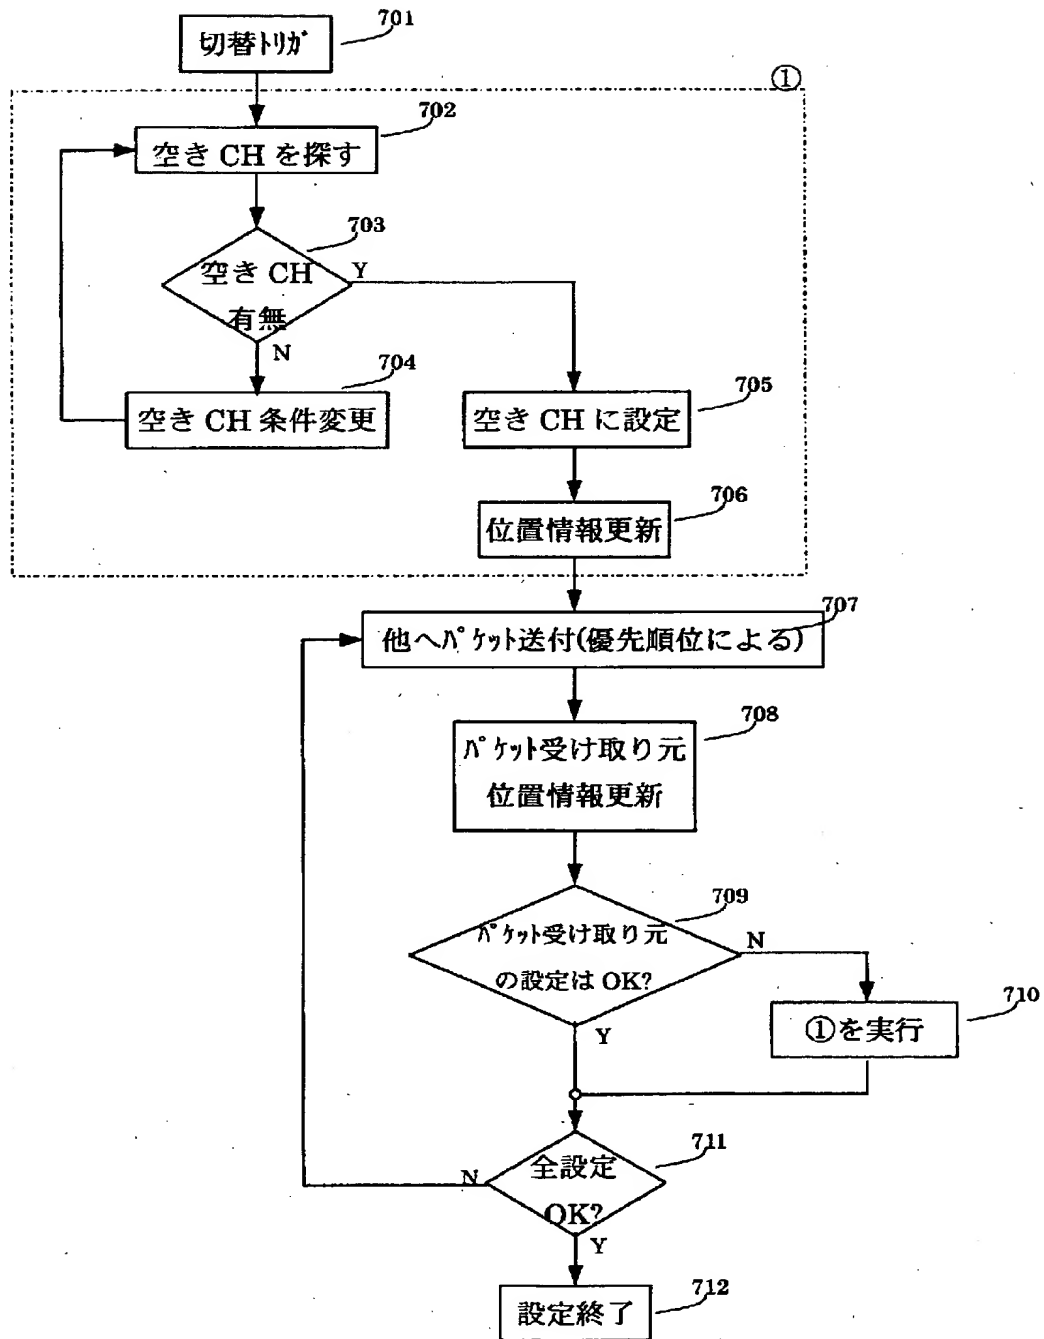 701
切替ﾄﾘｶﾞ
①
702
空き CH を探す
703
空き CH
有無
Y
N
704
空き CH 条件変更
705
空き CH に設定
706
位置情報更新
707
他へﾊﾟｹｯﾄ送付(優先順位による)
708
ﾊﾟｹｯﾄ受け取り元
位置情報更新
709
ﾊﾟｹｯﾄ受け取り元
の設定は OK?
N
Y
710
①を実行
711
全設定
OK?
N
Y
712
設定終了